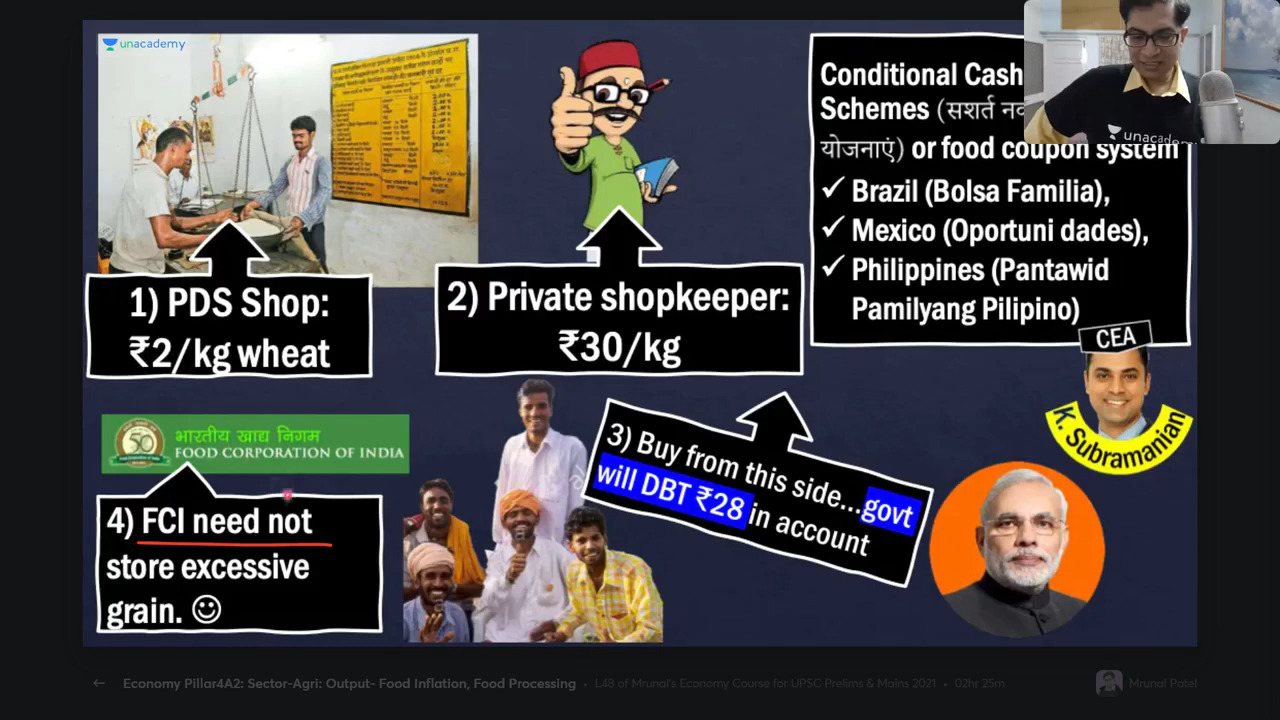 unacademy
1) PDS Shop:
₹2/kg wheat
2) Private shopkeeper:
₹30/kg
Conditional Cash
Schemes (सशर्त
योजनाएं) or food coupon system
✓ Brazil (Bolsa Familia),
✓ Mexico (Oportuni dades),
✓ Philippines (Pantawid
Pamilyang Pilipino)
unacademy
CEA
K. Subramanian
50
भारतीय खाद्य निगम
FOOD CORPORATION OF INDIA
3) Buy from this side...govt
will DBT ₹28 in account
4) FCI need not
store excessive
grain. ☺
← Economy Pillar4A2: Sector-Agri: Output- Food Inflation, Food Processing • L48 of Mrunal's Economy Course for UPSC Prelims & Mains 2021 • 02hr 25m
Mrunal Patel